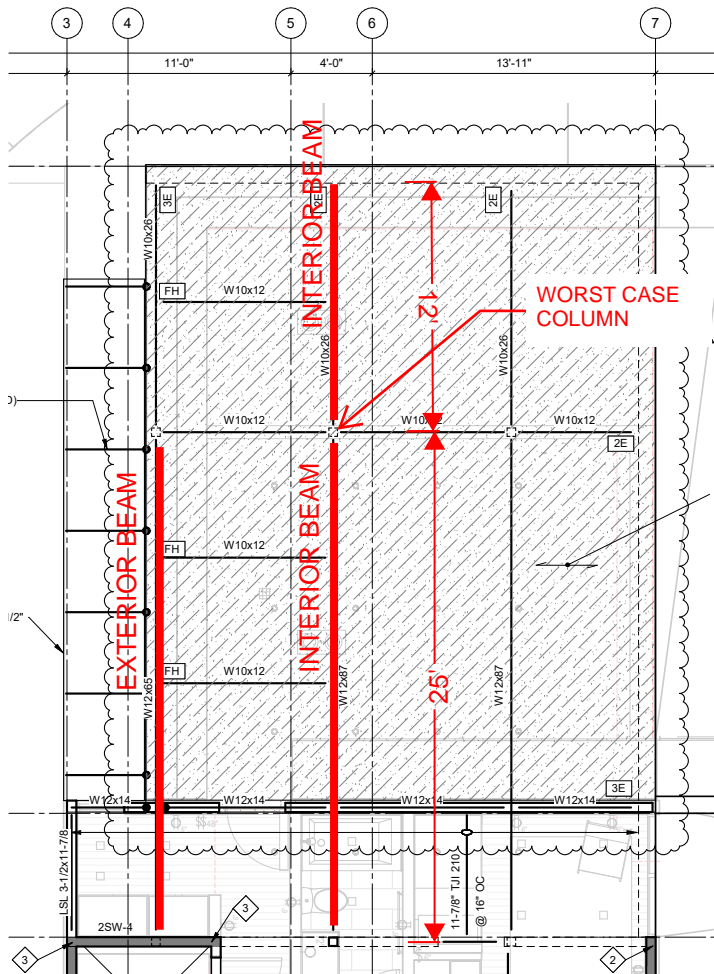 3
4
5
6
7
11'-0"
4'-0"
13'-11"
3E
2E
2E
W10x26
INTERIOR BEAM
FH
W10x12
12'
WORST CASE
COLUMN
W10x26
W10x26
W10x12
W10x12
W10x12
2E
EXTERIOR BEAM
INTERIOR BEAM
FH
W10x12
1/2"
FH
W10x12
W12x65
W12x87
25'
W12x87
3E
W12x14
W12x14
W12x14
W12x14
LSL 3-1/2x11-7/8
11-7/8" TJI 210
@ 16" OC
2SW-4
3
3
2